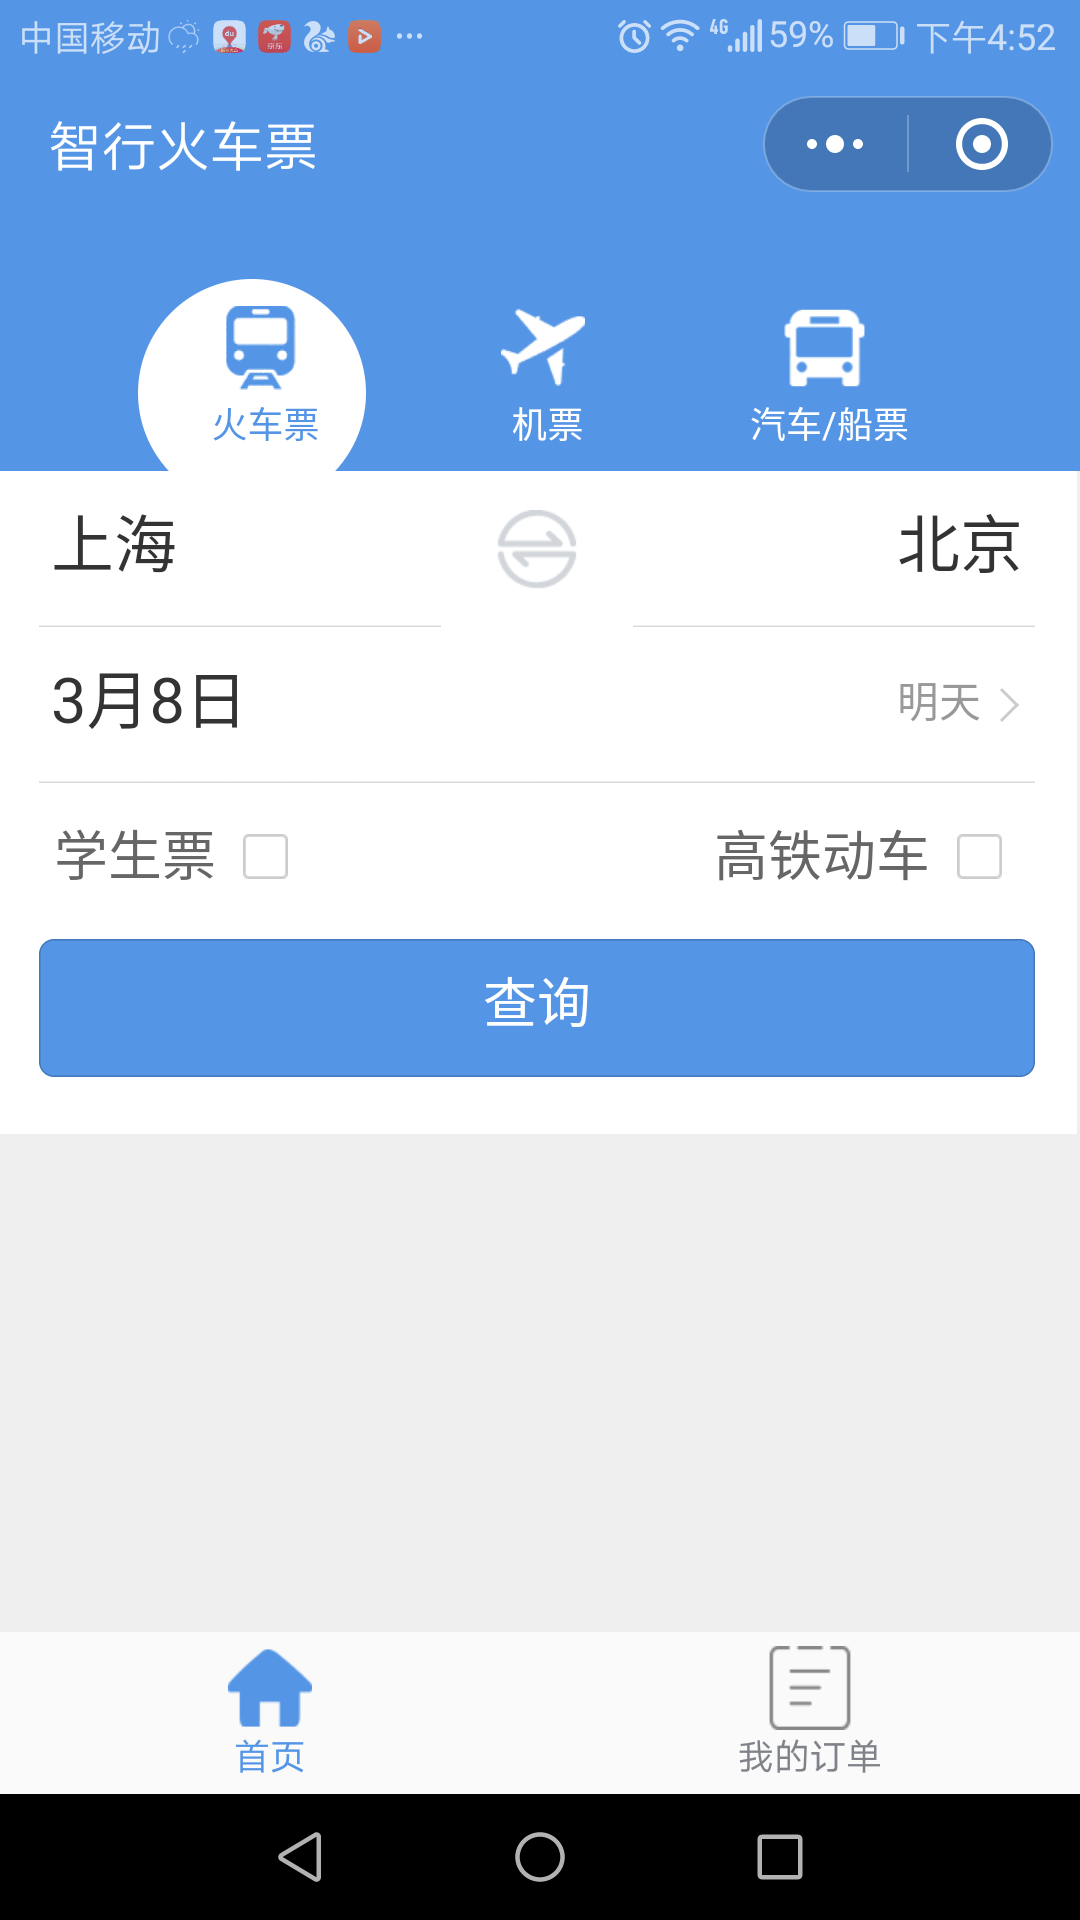 中国移动 4G 59% 下午4:52
智行火车票
火车票 机票 汽车/船票
上海 北京
3月8日 明天
学生票 高铁动车
查询
首页 我的订单